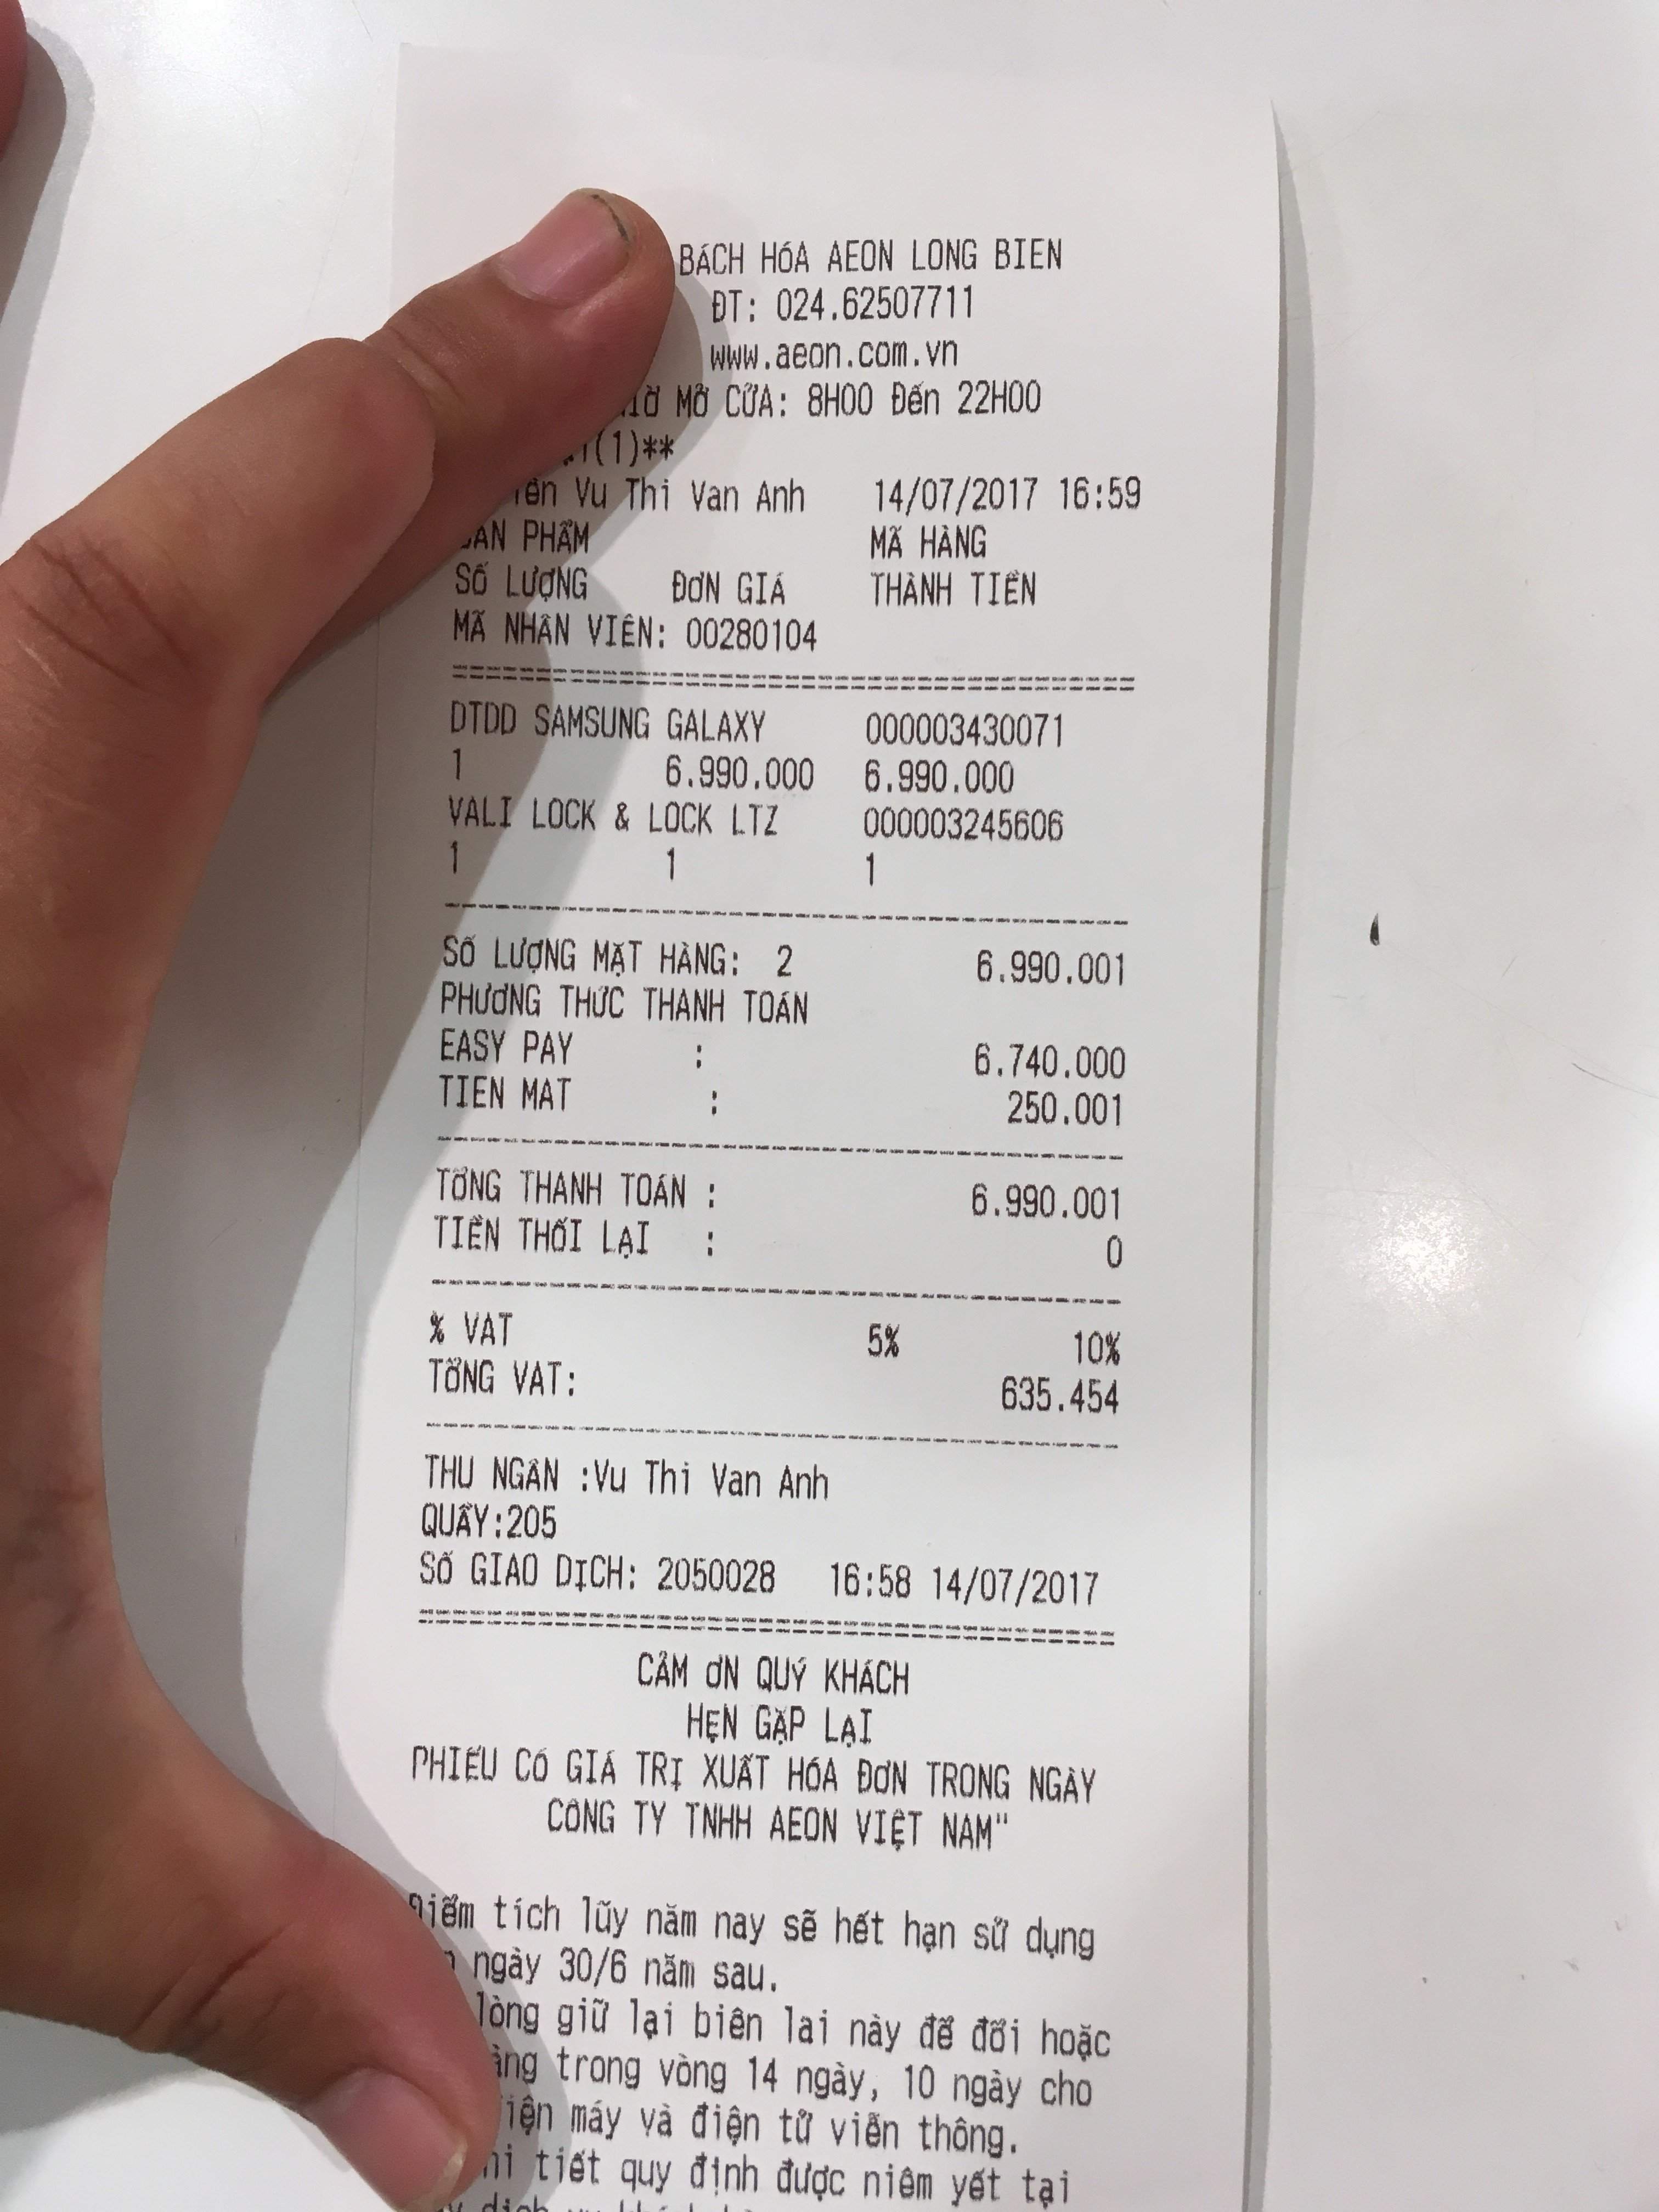 BÁCH HÓA AEON LONG BIEN
ĐT: 024.62507711
www.aeon.com.vn
MỞ CỬA: 8H00 Đến 22H00
(1)**
Vu Thi Van Anh 14/07/2017 16:59
PHẨM MÃ HÀNG
SỐ LƯỢNG ĐƠN GIÁ THÀNH TIỀN
MÃ NHÂN VIÊN: 00280104
DTDD SAMSUNG GALAXY 000003430071
1 6.990.000 6.990.000
VALI LOCK & LOCK LTZ 000003245606
1 1 1
SỐ LƯỢNG MẶT HÀNG: 2 6.990.001
PHƯƠNG THỨC THANH TOÁN
EASY PAY : 6.740.000
TIEN MAT : 250.001
TỔNG THANH TOÁN : 6.990.001
TIỀN THỐI LẠI : 0
% VAT 5% 10%
TỔNG VAT: 635.454
THU NGÂN :Vu Thi Van Anh
QUẦY:205
SỐ GIAO DỊCH: 2050028 16:58 14/07/2017
CẢM ƠN QUÝ KHÁCH
HẸN GẶP LẠI
PHIẾU CÓ GIÁ TRỊ XUẤT HÓA ĐƠN TRONG NGÀY
CÔNG TY TNHH AEON VIỆT NAM"
Điểm tích lũy năm nay sẽ hết hạn sử dụng
ngày 30/6 năm sau.
lòng giữ lại biên lai này để đổi hoặc
trong vòng 14 ngày, 10 ngày cho
máy và điện tử viễn thông.
tiết quy định được niêm yết tại